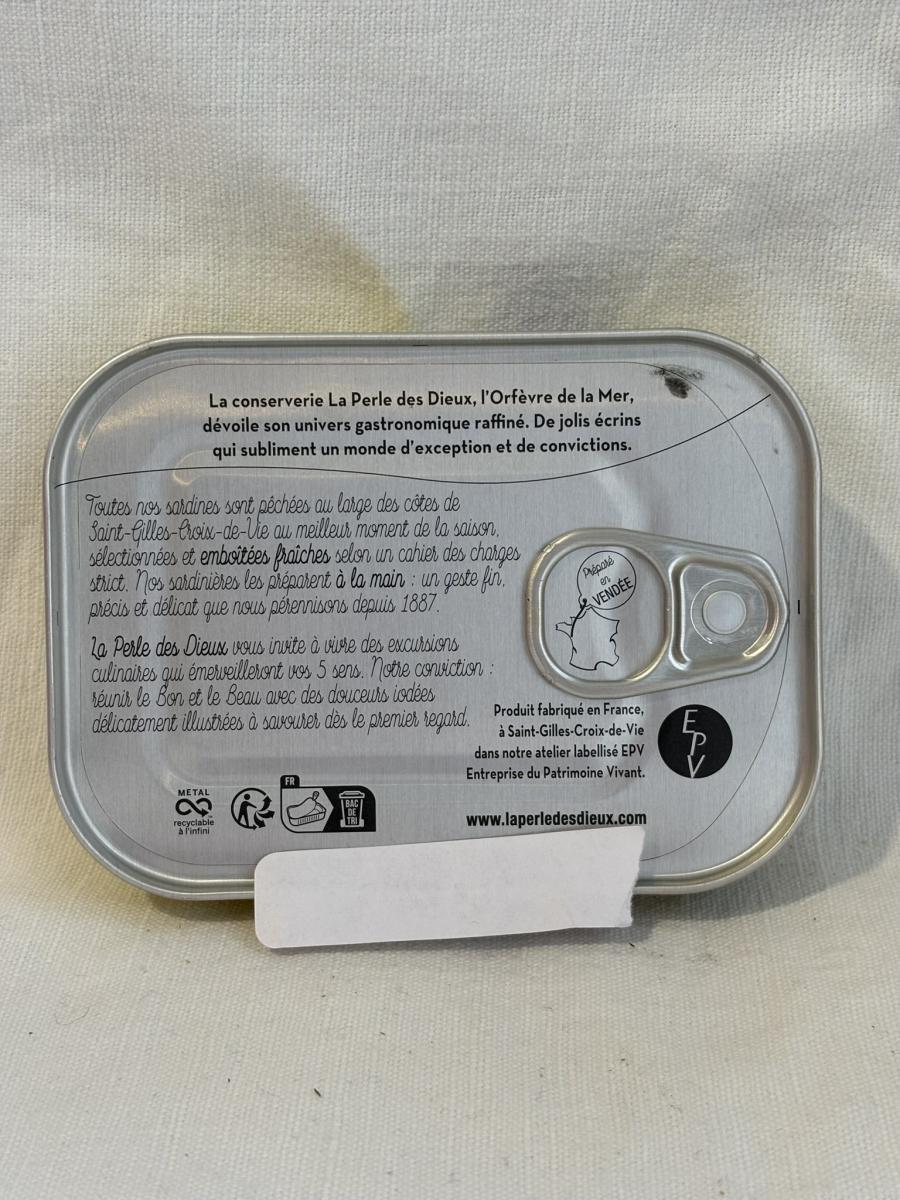 La conserverie La Perle des Dieux, l'Orfèvre de la Mer,
dévoile son univers gastronomique raffiné. De jolis écrins
qui subliment un monde d'exception et de convictions.
Toutes nos sardines sont pêchées au large des côtes de
Saint-Gilles-Croix-de-Vie au meilleur moment de la saison,
sélectionnées et emboîtées fraîches selon un cahier des charges
strict. Nos sardinières les préparent à la main : un geste fin,
précis et délicat que nous pérennisons depuis 1887.
La Perle des Dieux vous invite à vivre des excursions
culinaires qui émerveilleront vos 5 sens. Notre conviction :
réunir le Bon et le Beau avec des douceurs iodées
délicatement illustrées à savourer dès le premier regard.
Préparé
en
VENDÉE
Produit fabriqué en France,
à Saint-Gilles-Croix-de-Vie
dans notre atelier labellisé EPV
Entreprise du Patrimoine Vivant.
EPV
METAL
recyclable
à l'infini
FR
BAC
DE
TRI
www.laperledesdieux.com